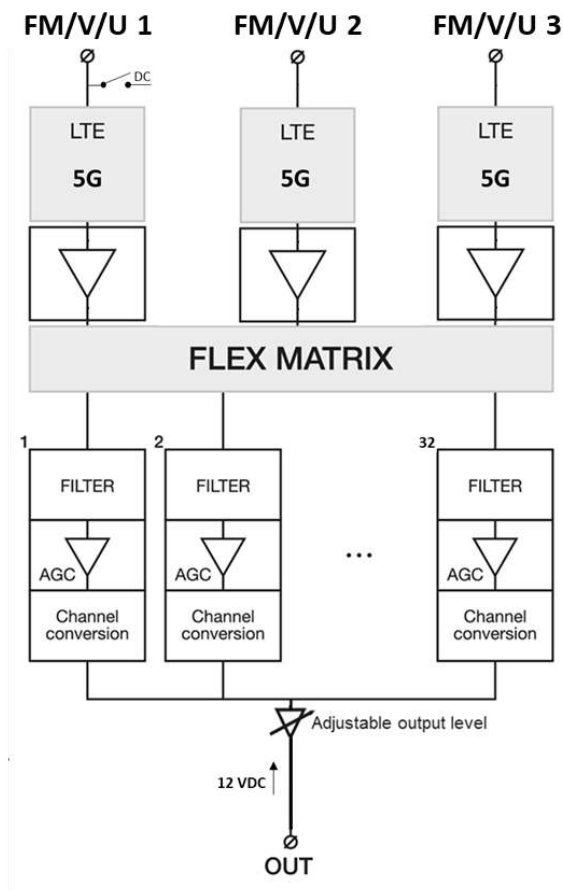 FM/V/U 1
FM/V/U 2
FM/V/U 3
DC
LTE
5G
LTE
5G
LTE
5G
FLEX MATRIX
1
2
32
FILTER
FILTER
FILTER
AGC
AGC
...
AGC
Channel
conversion
Channel
conversion
Channel
conversion
Adjustable output level
12 VDC
OUT